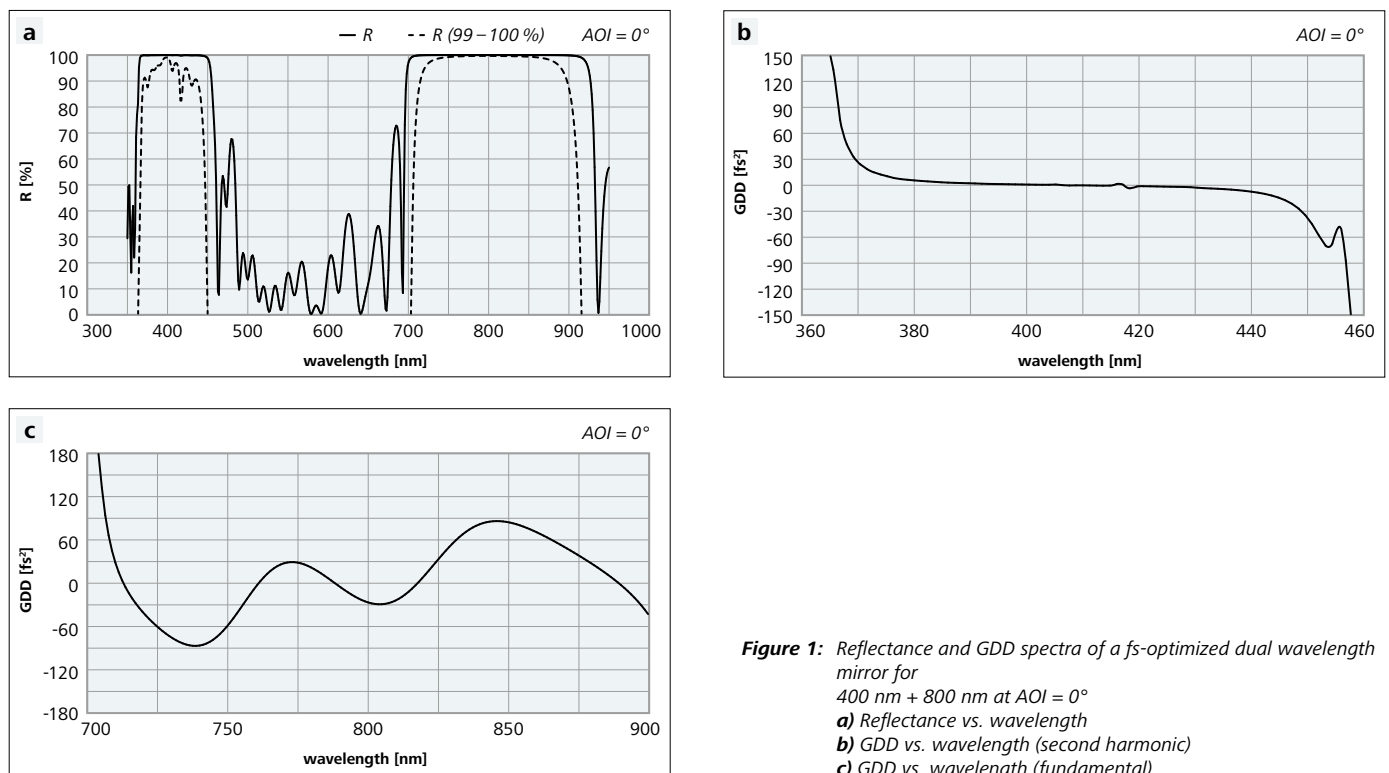 a
R R (99 – 100 %) AOI = 0°
100
90
80
70
60
50
40
30
20
10
0
R [%]
300 400 500 600 700 800 900 1000
wavelength [nm]
b
AOI = 0°
150
120
90
60
30
0
-30
-60
-90
-120
-150
GDD [fs²]
360 380 400 420 440 460
wavelength [nm]
c
AOI = 0°
180
120
60
0
-60
-120
-180
GDD [fs²]
700 750 800 850 900
wavelength [nm]
Figure 1: Reflectance and GDD spectra of a fs-optimized dual wavelength
mirror for
400 nm + 800 nm at AOI = 0°
a) Reflectance vs. wavelength
b) GDD vs. wavelength (second harmonic)
c) GDD vs. wavelength (fundamental)